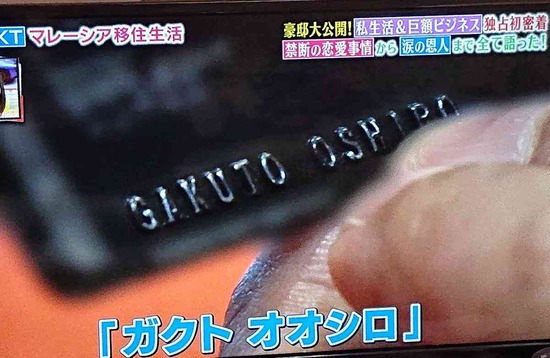 KT マレーシア移住生活
豪邸大公開!私生活&巨額ビジネス独占初密着
禁断の恋愛事情から涙の恩人まで全て語った!
GAKUTO OSHIRO
「ガクト オオシロ」